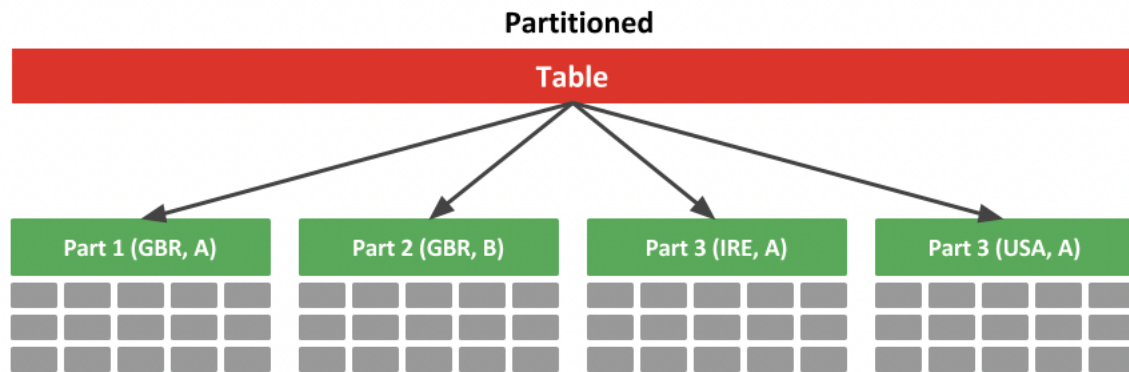 Partitioned
Table
Part 1 (GBR, A)
Part 2 (GBR, B)
Part 3 (IRE, A)
Part 3 (USA, A)